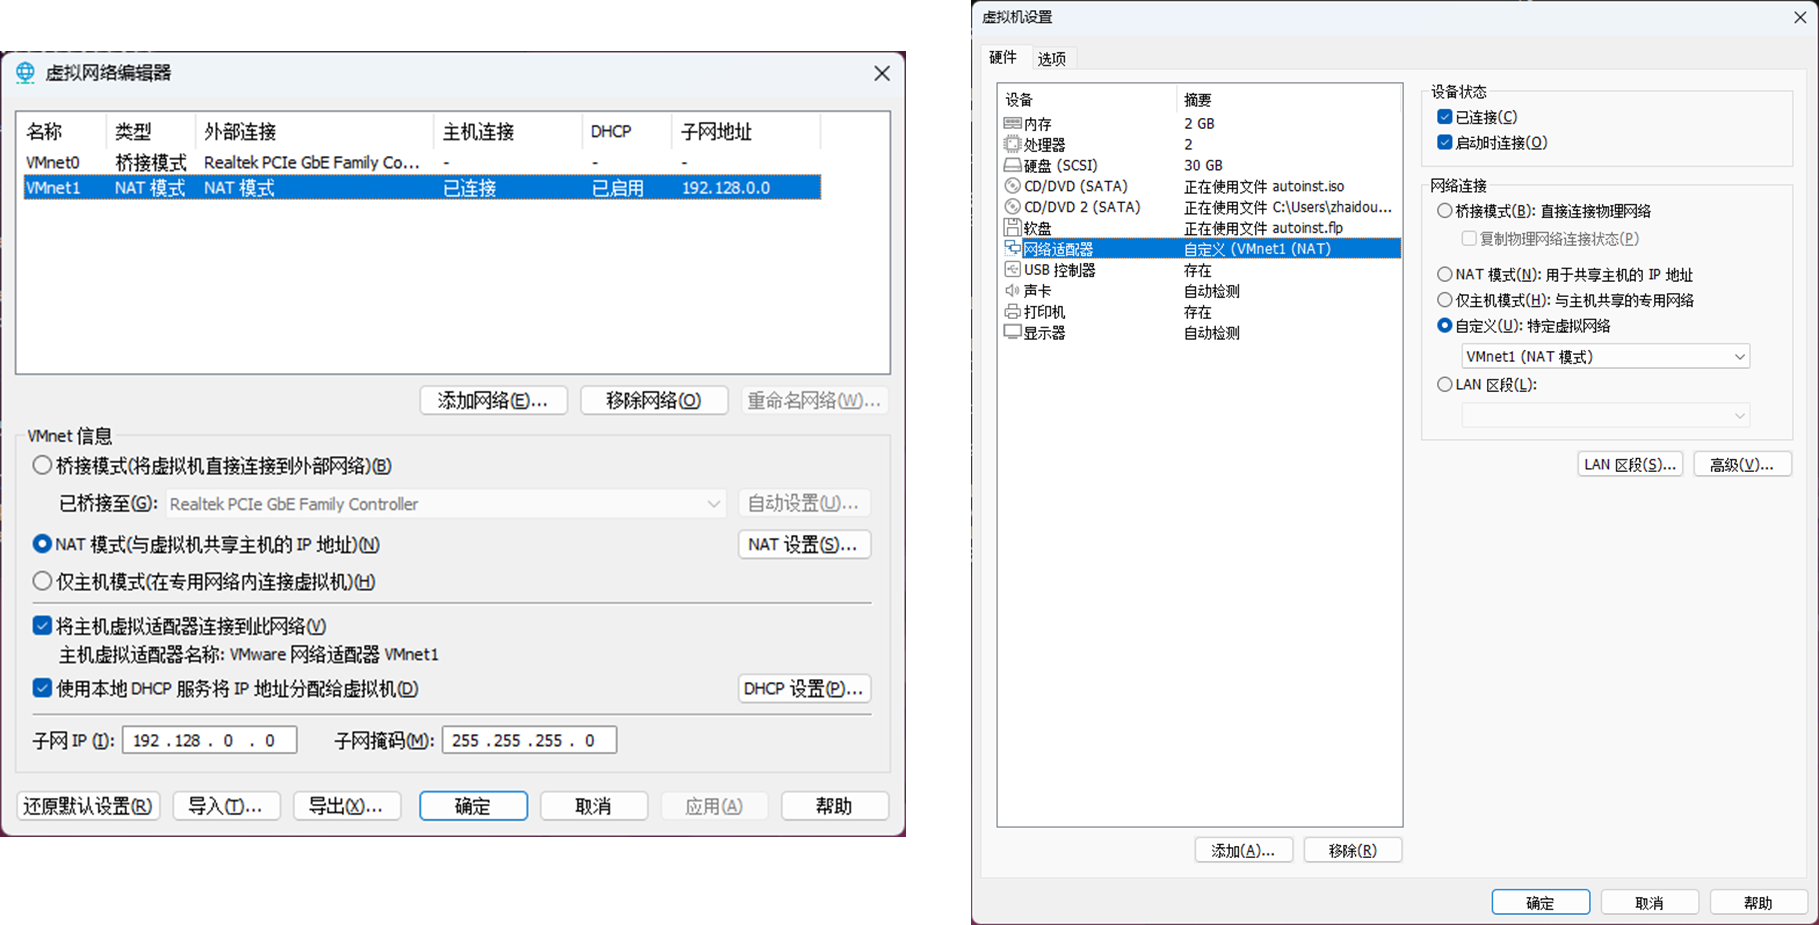 虚拟网络编辑器
名称 类型 外部连接 主机连接 DHCP 子网地址
VMnet0 桥接模式 Realtek PCIe GbE Family Co... - - -
VMnet1 NAT 模式 NAT 模式 已连接 已启用 192.128.0.0
添加网络(E)... 移除网络(O) 重命名网络(W)...
VMnet 信息
桥接模式(将虚拟机直接连接到外部网络)(B)
已桥接至(G): Realtek PCIe GbE Family Controller 自动设置(U)...
NAT 模式(与虚拟机共享主机的 IP 地址)(N) NAT 设置(S)...
仅主机模式(在专用网络内连接虚拟机)(H)
将主机虚拟适配器连接到此网络(V)
主机虚拟适配器名称: VMware 网络适配器 VMnet1
使用本地 DHCP 服务将 IP 地址分配给虚拟机(D) DHCP 设置(P)...
子网 IP (I): 192 . 128 . 0 . 0 子网掩码(M): 255 . 255 . 255 . 0
还原默认设置(R) 导入(T)... 导出(X)... 确定 取消 应用(A) 帮助
虚拟机设置
硬件 选项
设备 摘要
内存 2 GB
处理器 2
硬盘 (SCSI) 30 GB
CD/DVD (SATA) 正在使用文件 autoinst.iso
CD/DVD 2 (SATA) 正在使用文件 C:\Users\zhaidou...
软盘 正在使用文件 autoinst.flp
网络适配器 自定义 (VMnet1 (NAT)
USB 控制器 存在
声卡 自动检测
打印机 存在
显示器 自动检测
添加(A)... 移除(R)
设备状态
已连接(C)
启动时连接(O)
网络连接
桥接模式(B): 直接连接物理网络
复制物理网络连接状态(P)
NAT 模式(N): 用于共享主机的 IP 地址
仅主机模式(H): 与主机共享的专用网络
自定义(U): 特定虚拟网络
VMnet1 (NAT 模式)
LAN 区段(L):
LAN 区段(S)... 高级(V)...
确定 取消 帮助